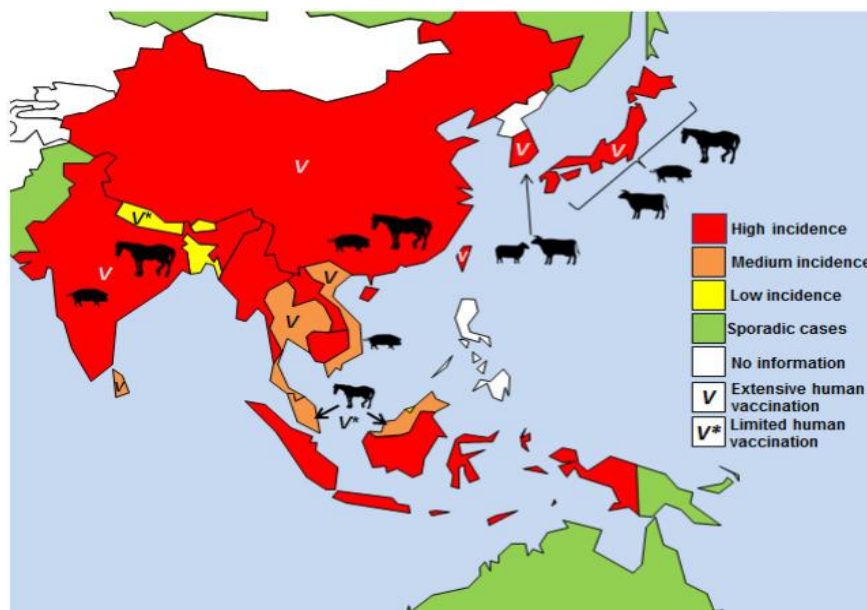 V
V
V
V*
V
V
V
V
V
V*
High incidence
Medium incidence
Low incidence
Sporadic cases
No information
V Extensive human
vaccination
V* Limited human
vaccination